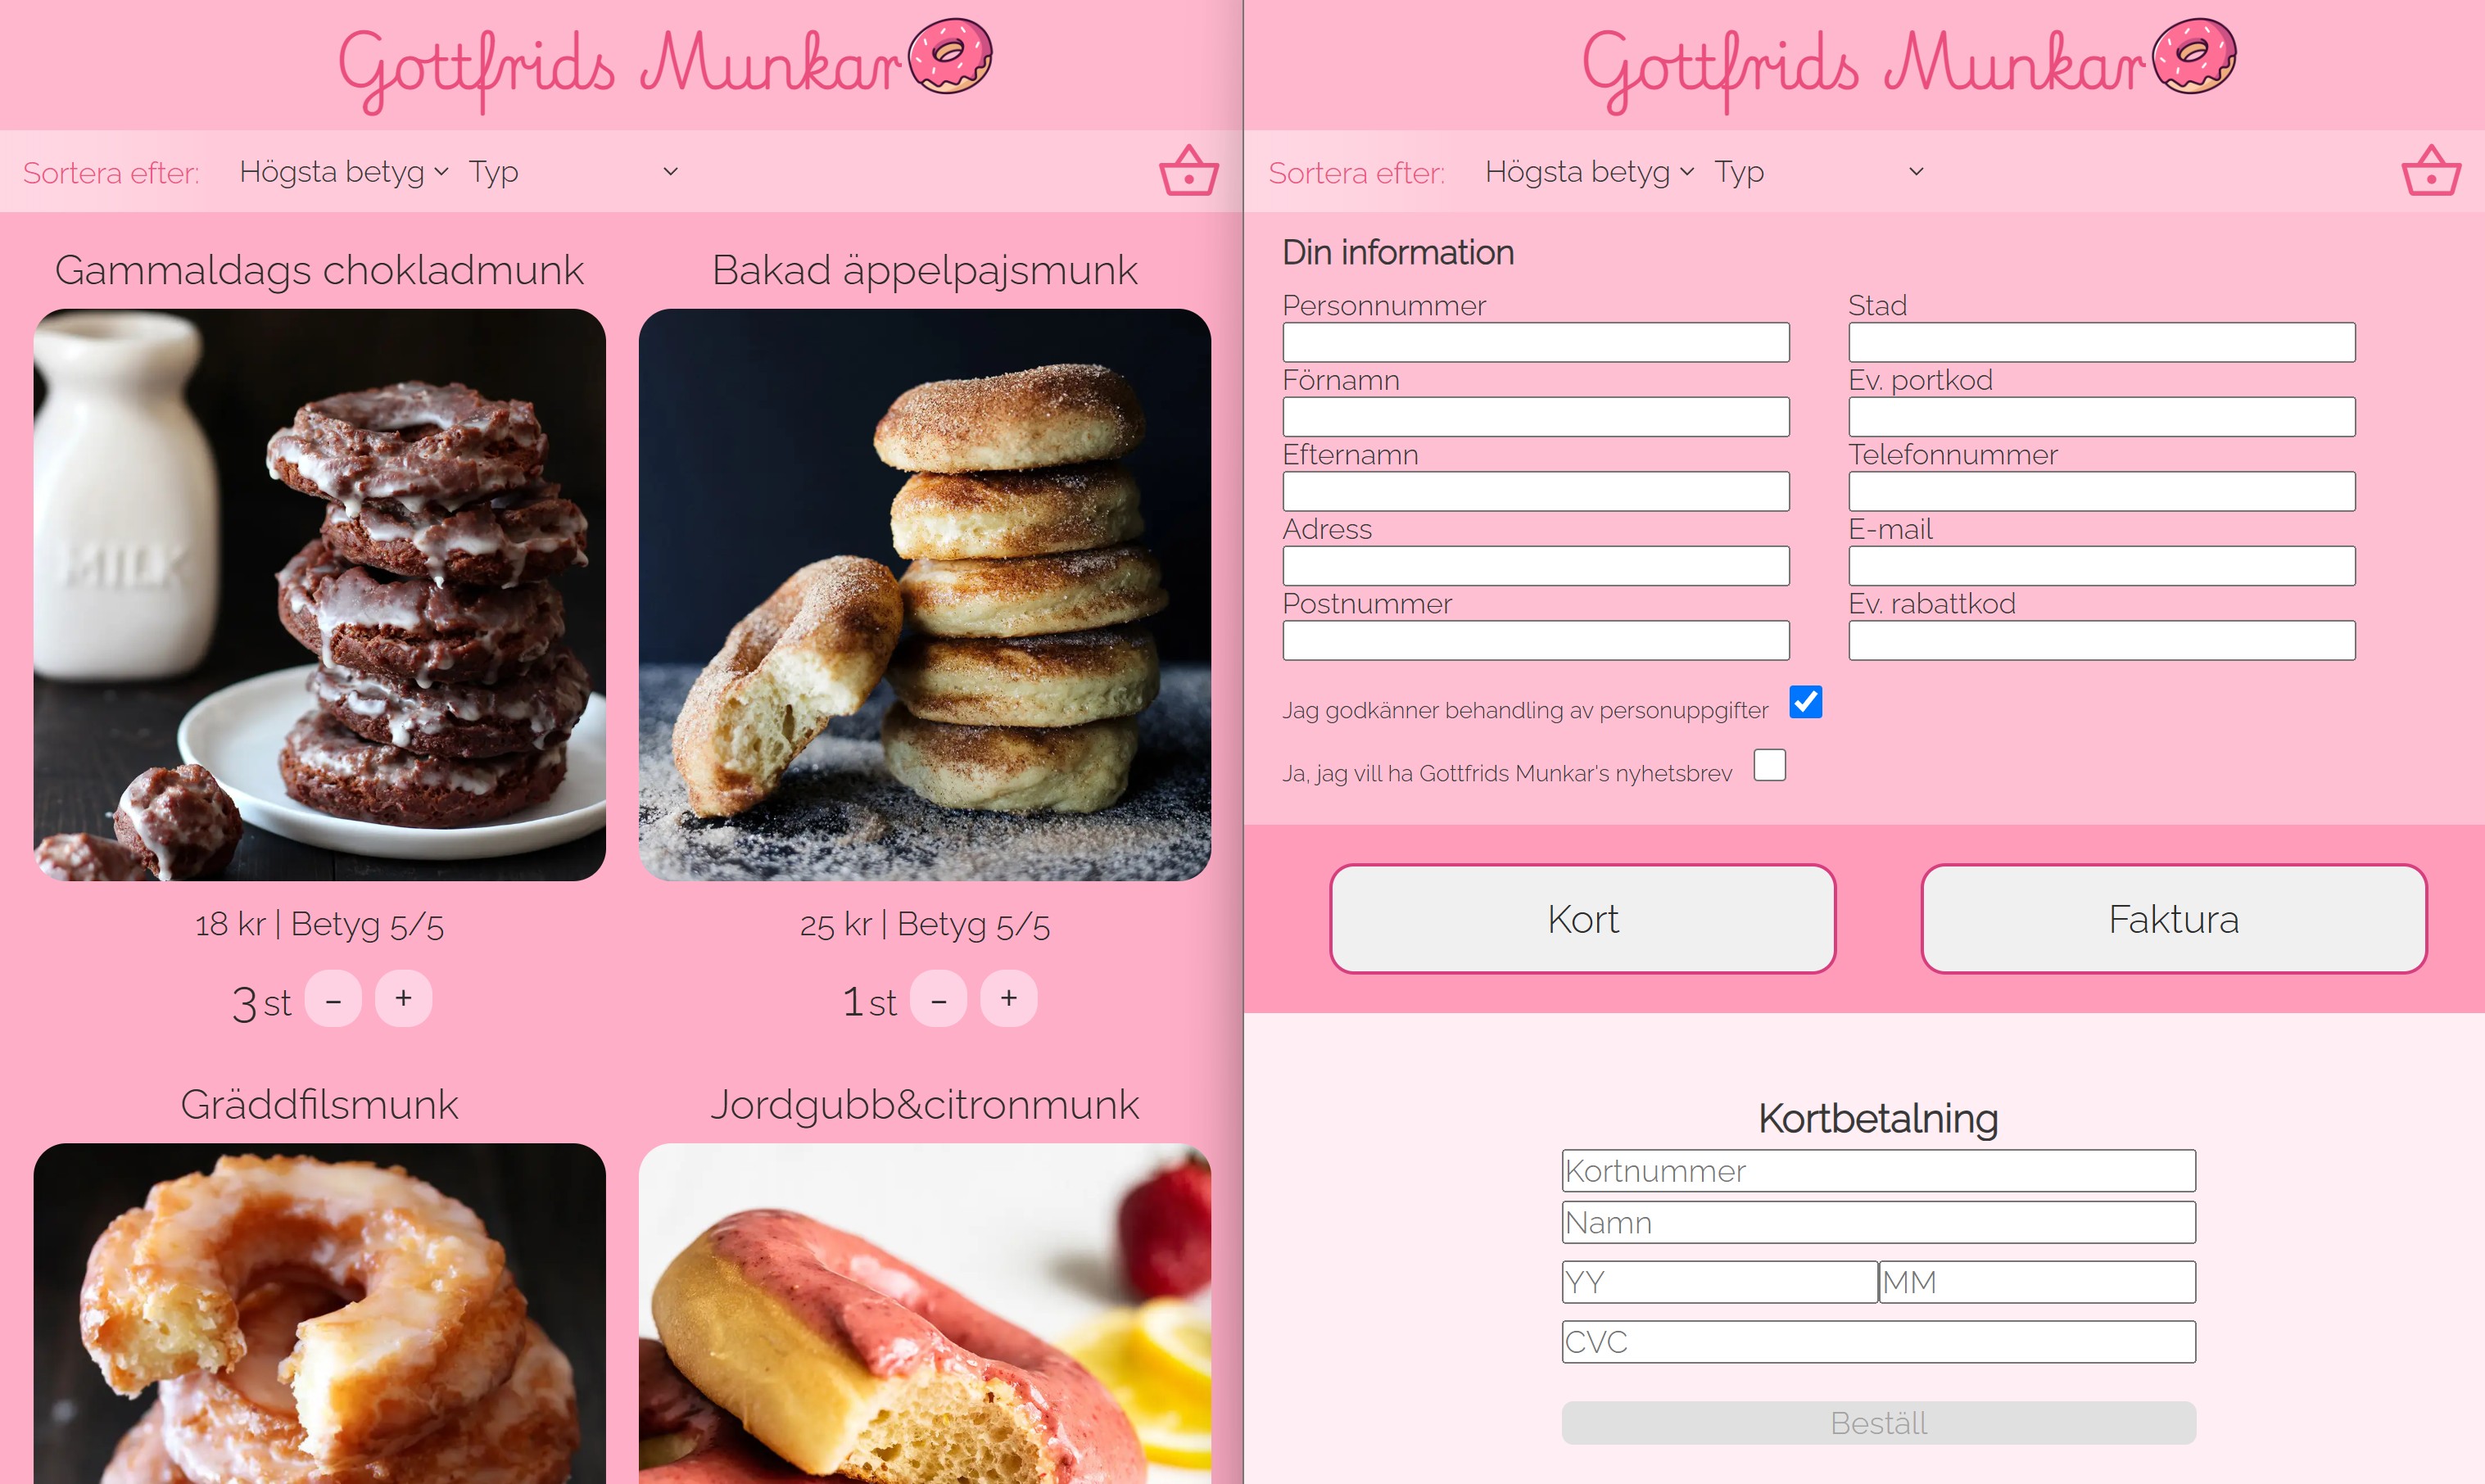 Gottfrids Munkar
Sortera efter: Högsta betyg Typ
Gammaldags chokladmunk
MILK
18 kr | Betyg 5/5
3 st - +
Bakad äppelpajsmunk
25 kr | Betyg 5/5
1 st - +
Gräddfilsmunk
Jordgubb&citronmunk
Gottfrids Munkar
Sortera efter: Högsta betyg Typ
Din information
Personnummer
Förnamn
Efternamn
Adress
Postnummer
Stad
Ev. portkod
Telefonnummer
E-mail
Ev. rabattkod
Jag godkänner behandling av personuppgifter
Ja, jag vill ha Gottfrids Munkar's nyhetsbrev
Kort
Faktura
Kortbetalning
Kortnummer
Namn
YY MM
CVC
Beställ